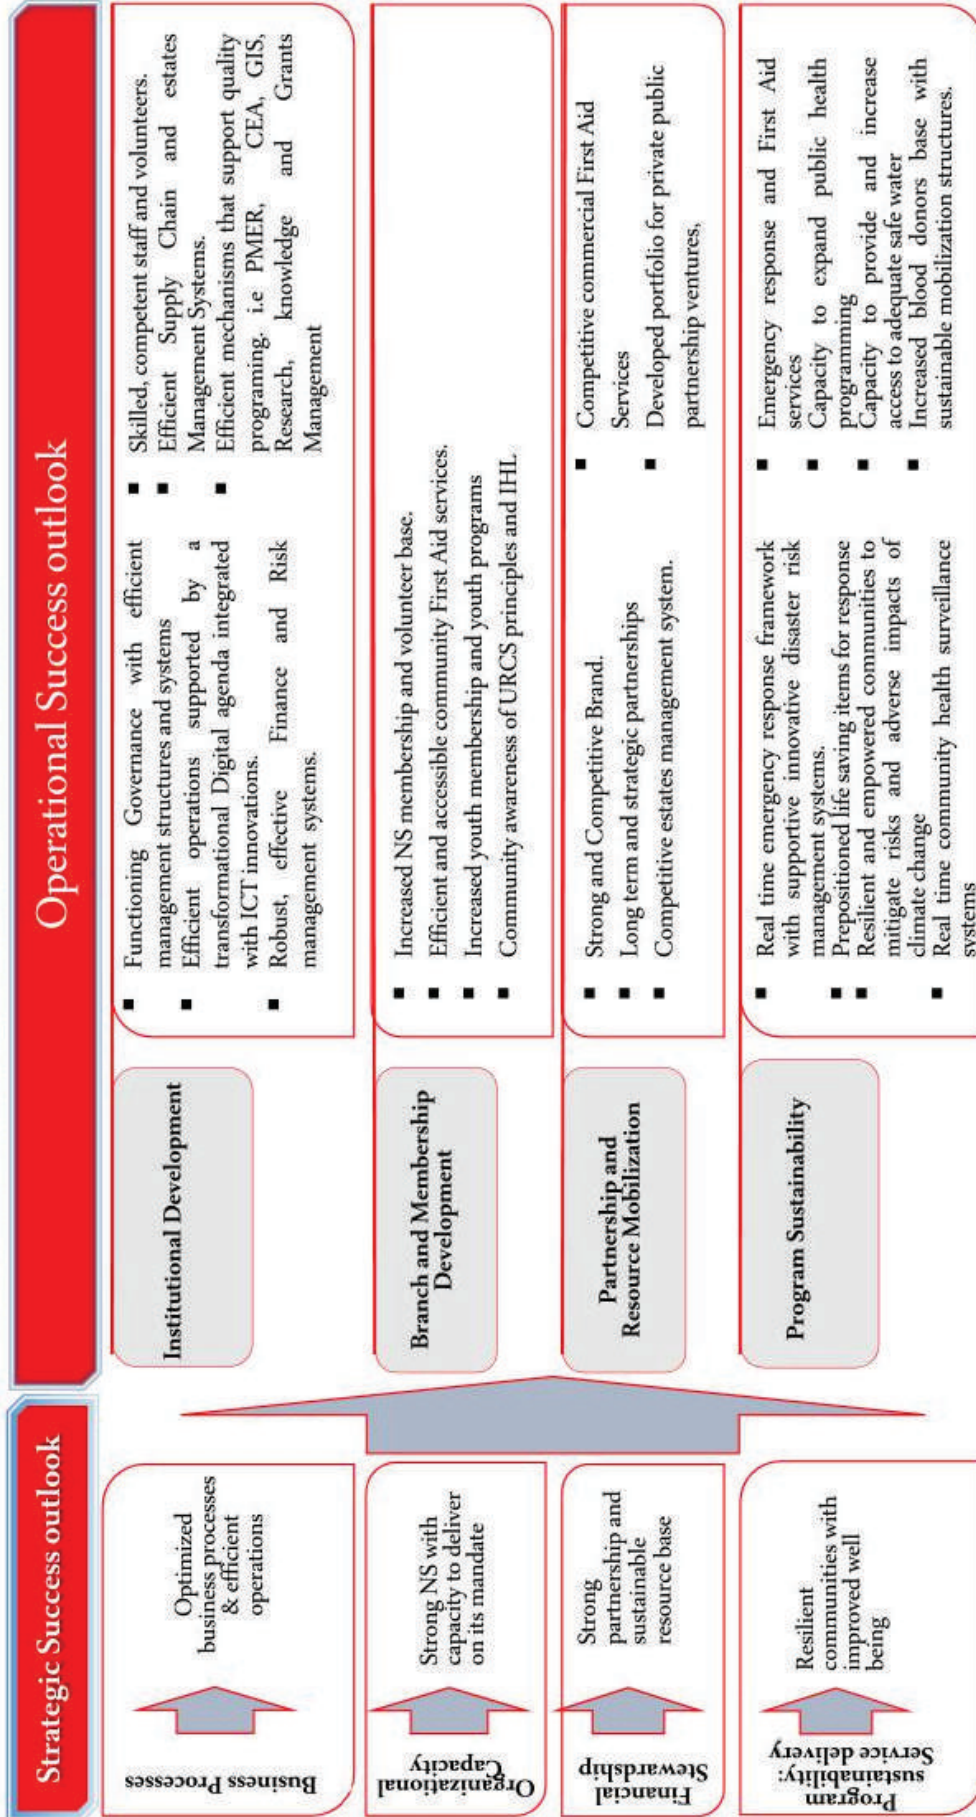 Strategic Success outlook
Operational Success outlook
Business Processes
Optimized
business processes
& efficient
operations
Institutional Development
■ Functioning Governance with efficient
management structures and systems
■ Efficient operations supported by a
transformational Digital agenda integrated
with ICT innovations.
■ Robust, effective Finance and Risk
management systems.
■ Skilled, competent staff and volunteers.
■ Efficient Supply Chain and estates
Management Systems.
■ Efficient mechanisms that support quality
programing. i.e PMER, CEA, GIS,
Research, knowledge and Grants
Management
Organizational
Capacity
Strong NS with
capacity to deliver
on its mandate
Branch and Membership
Development
■ Increased NS membership and volunteer base.
■ Efficient and accessible community First Aid services.
■ Increased youth membership and youth programs
■ Community awareness of URCS principles and IHL
Financial
Stewardship
Strong
partnership and
sustainable
resource base
Partnership and
Resource Mobilization
■ Strong and Competitive Brand.
■ Long term and strategic partnerships
■ Competitive estates management system.
■ Competitive commercial First Aid
Services
■ Developed portfolio for private public
partnership ventures,
Program
sustainability:
Service delivery
Resilient
communities with
improved well
being
Program Sustainability
■ Real time emergency response framework
with supportive innovative disaster risk
management systems.
■ Prepositioned life saving items for response
■ Resilient and empowered communities to
mitigate risks and adverse impacts of
climate change
■ Real time community health surveillance
systems
■ Emergency response and First Aid
services
■ Capacity to expand public health
programming
■ Capacity to provide and increase
access to adequate safe water
■ Increased blood donors base with
sustainable mobilization structures.